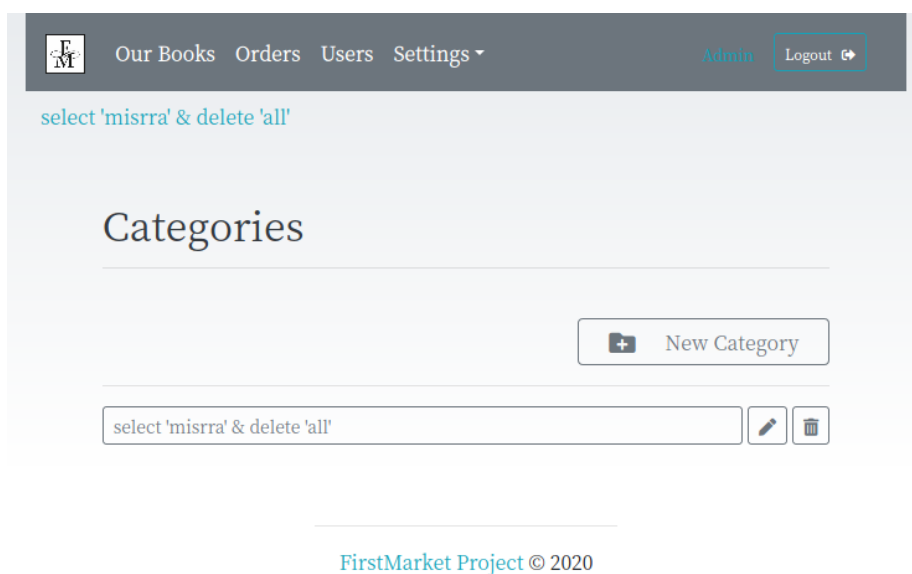 FM Our Books Orders Users Settings Admin Logout
select 'misrra' & delete 'all'
Categories
New Category
select 'misrra' & delete 'all'
FirstMarket Project © 2020